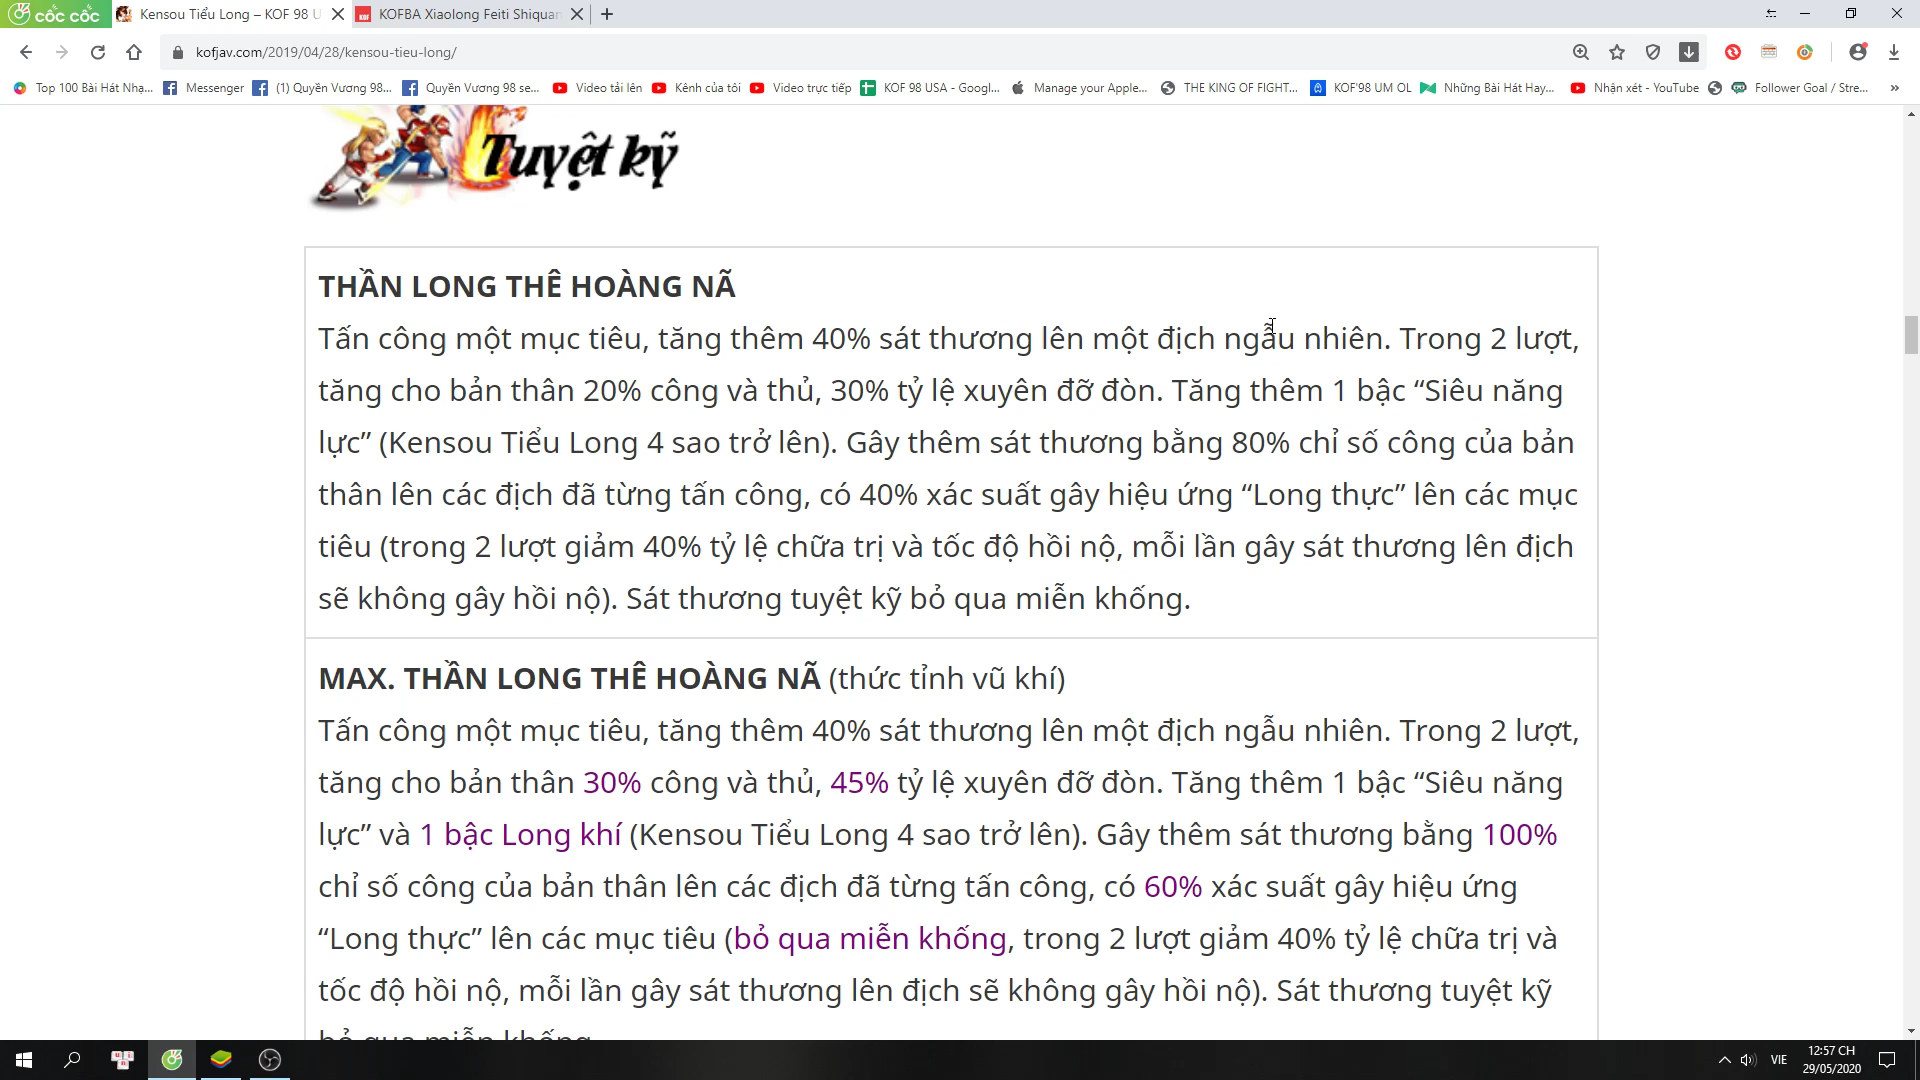 cốc cốc
Kensou Tiểu Long – KOF 98 U
KOFBA Xiaolong Feiti Shiquan
kofjav.com/2019/04/28/kensou-tieu-long/
Top 100 Bài Hát Nhạ...
Messenger
(1) Quyền Vương 98...
Quyền Vương 98 se...
Video tải lên
Kênh của tôi
Video trực tiếp
KOF 98 USA - Googl...
Manage your Apple...
THE KING OF FIGHT...
KOF'98 UM OL
Những Bài Hát Hay...
Nhận xét - YouTube
Follower Goal / Stre...
»
Tuyệt kỹ
THẦN LONG THÊ HOÀNG NÃ
Tấn công một mục tiêu, tăng thêm 40% sát thương lên một địch ngẫu nhiên. Trong 2 lượt,
tăng cho bản thân 20% công và thủ, 30% tỷ lệ xuyên đỡ đòn. Tăng thêm 1 bậc “Siêu năng
lực” (Kensou Tiểu Long 4 sao trở lên). Gây thêm sát thương bằng 80% chỉ số công của bản
thân lên các địch đã từng tấn công, có 40% xác suất gây hiệu ứng “Long thực” lên các mục
tiêu (trong 2 lượt giảm 40% tỷ lệ chữa trị và tốc độ hồi nộ, mỗi lần gây sát thương lên địch
sẽ không gây hồi nộ). Sát thương tuyệt kỹ bỏ qua miễn khống.
MAX. THẦN LONG THÊ HOÀNG NÃ (thức tỉnh vũ khí)
Tấn công một mục tiêu, tăng thêm 40% sát thương lên một địch ngẫu nhiên. Trong 2 lượt,
tăng cho bản thân 30% công và thủ, 45% tỷ lệ xuyên đỡ đòn. Tăng thêm 1 bậc “Siêu năng
lực” và 1 bậc Long khí (Kensou Tiểu Long 4 sao trở lên). Gây thêm sát thương bằng 100%
chỉ số công của bản thân lên các địch đã từng tấn công, có 60% xác suất gây hiệu ứng
“Long thực” lên các mục tiêu (bỏ qua miễn khống, trong 2 lượt giảm 40% tỷ lệ chữa trị và
tốc độ hồi nộ, mỗi lần gây sát thương lên địch sẽ không gây hồi nộ). Sát thương tuyệt kỹ
bỏ qua miễn khống.
VIE
12:57 CH
29/05/2020